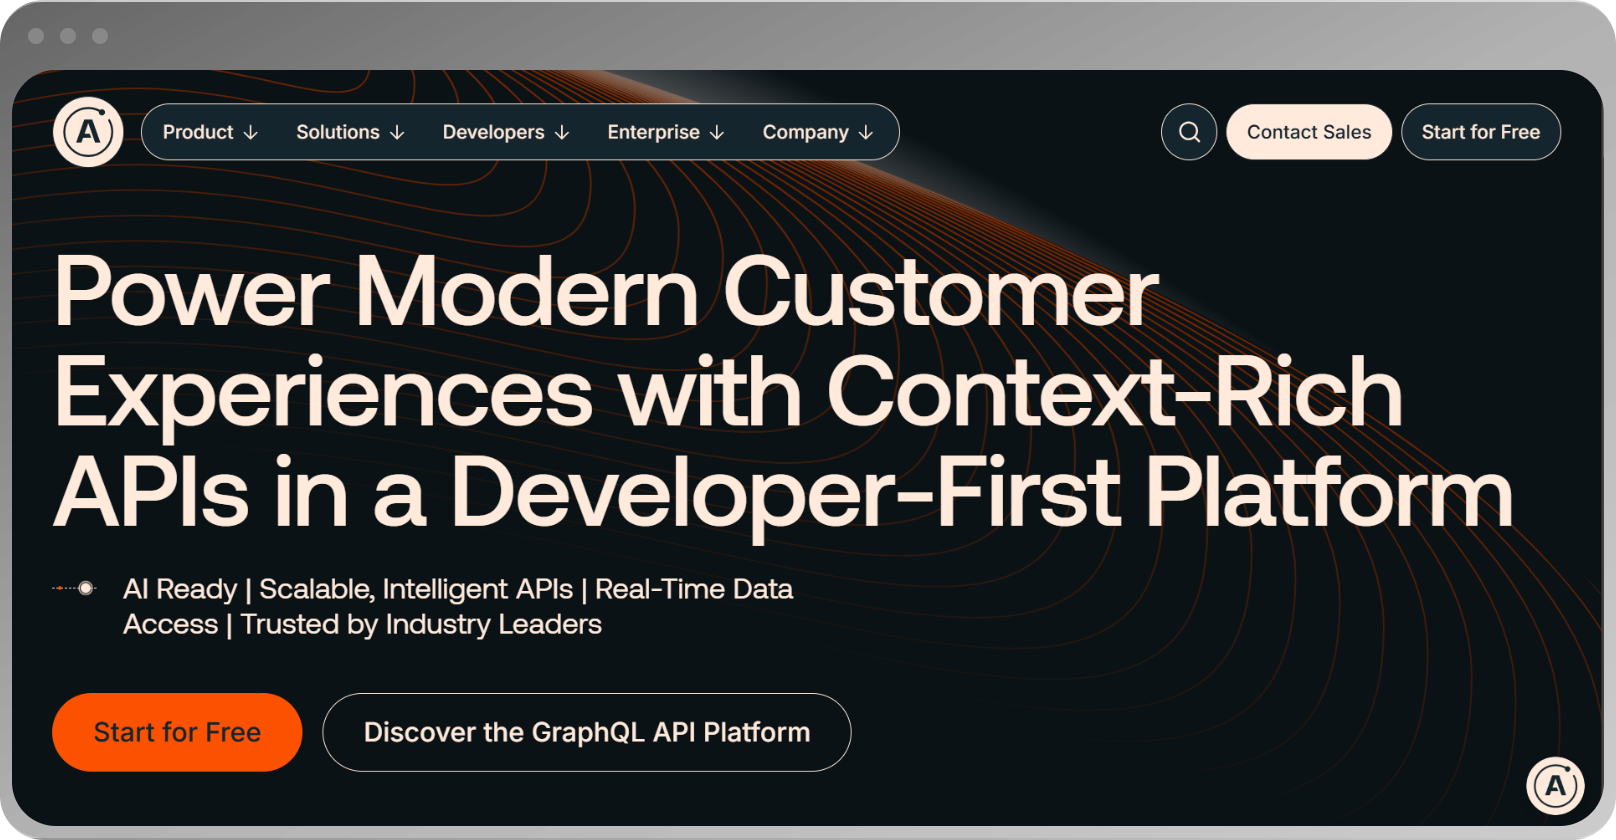 A
Product
Solutions
Developers
Enterprise
Company
Contact Sales
Start for Free
Power Modern Customer
Experiences with Context-Rich
APIs in a Developer-First Platform
AI Ready | Scalable, Intelligent APIs | Real-Time Data
Access | Trusted by Industry Leaders
Start for Free
Discover the GraphQL API Platform
A